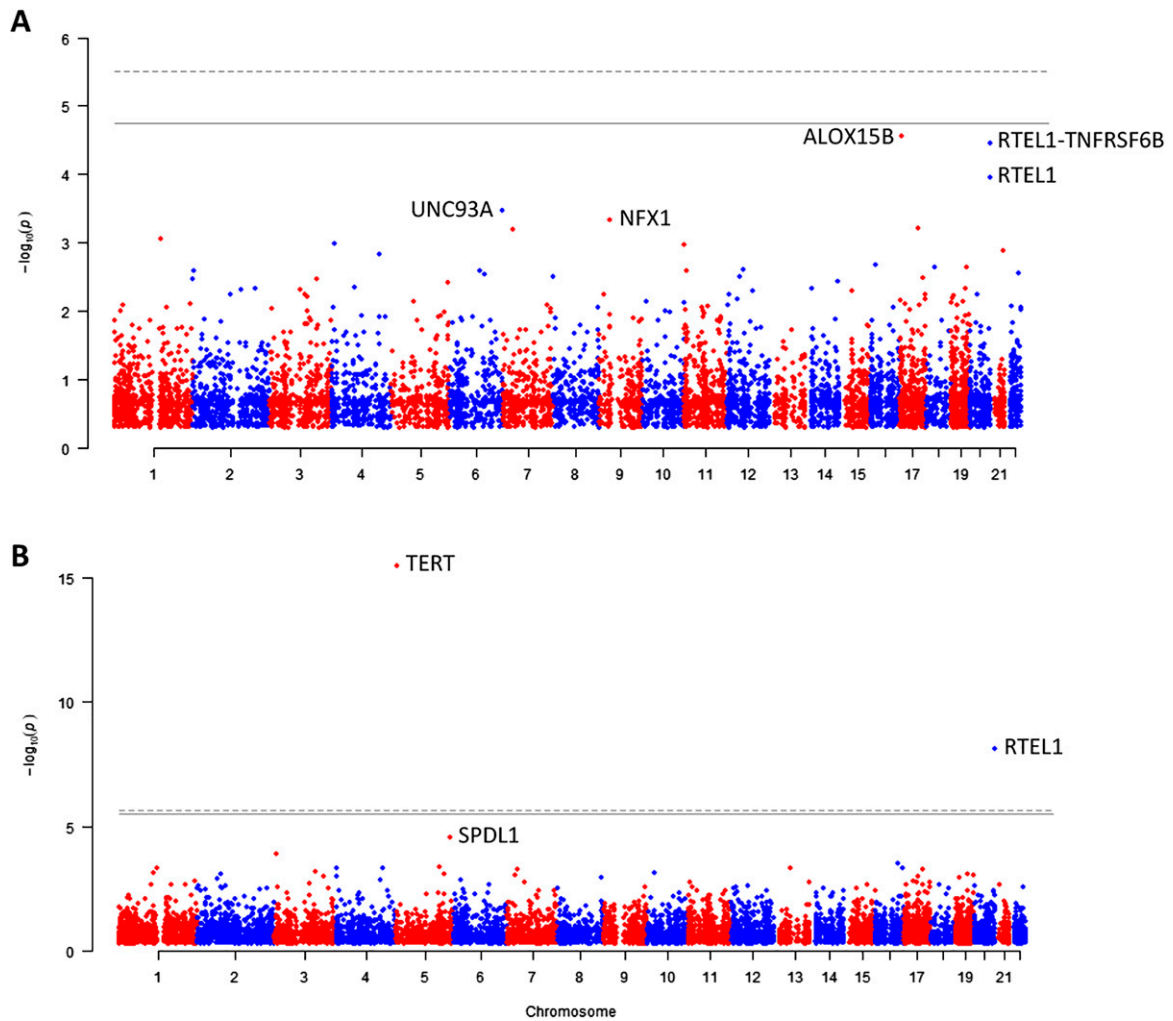 A
6
5
4
3
2
1
0
−log₁₀(p)
ALOX15B
RTEL1-TNFRSF6B
RTEL1
UNC93A
NFX1
1 2 3 4 5 6 7 8 9 10 11 12 13 14 15 17 19 21
B
15
10
5
0
−log₁₀(p)
TERT
RTEL1
SPDL1
1 2 3 4 5 6 7 8 9 10 11 12 13 14 15 17 19 21
Chromosome